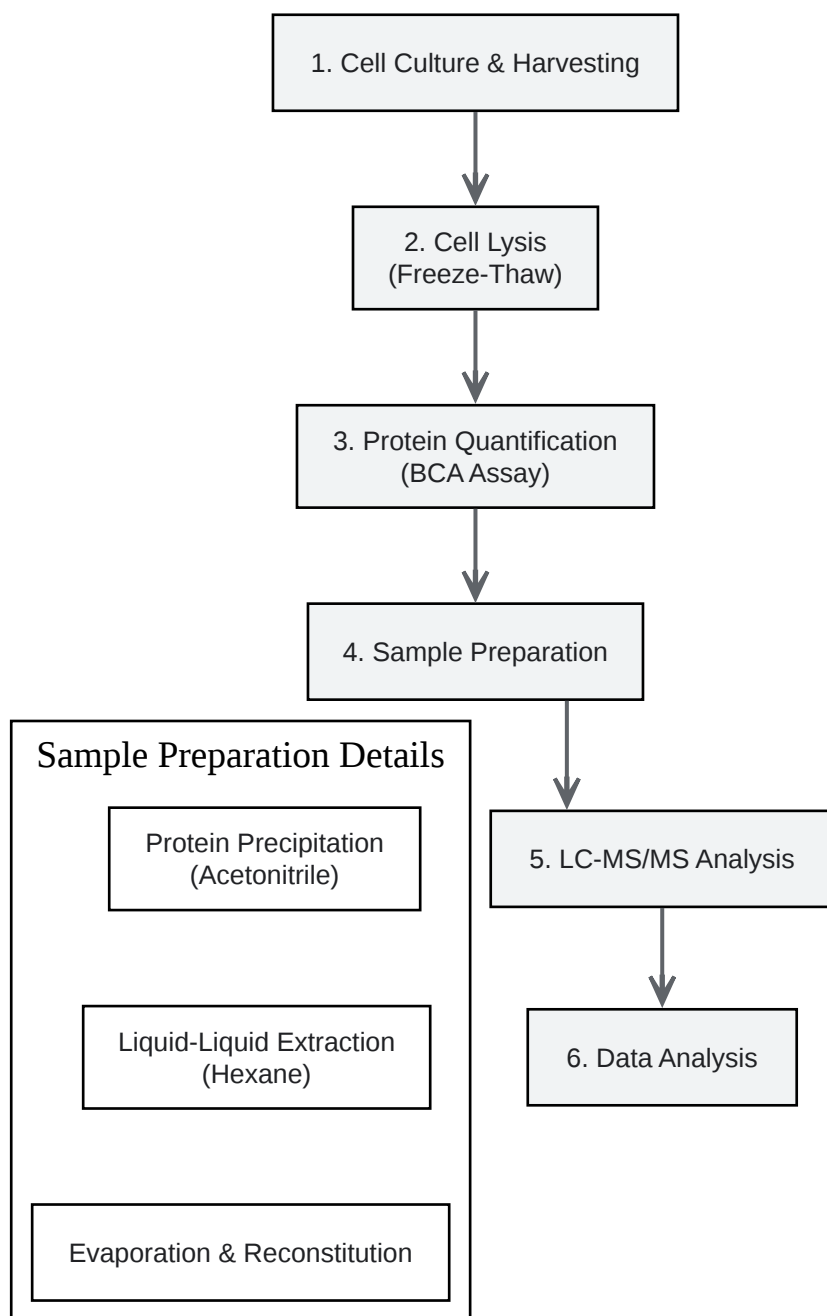 1. Cell Culture & Harvesting
2. Cell Lysis
(Freeze-Thaw)
3. Protein Quantification
(BCA Assay)
4. Sample Preparation
Sample Preparation Details
Protein Precipitation
(Acetonitrile)
Liquid-Liquid Extraction
(Hexane)
Evaporation & Reconstitution
5. LC-MS/MS Analysis
6. Data Analysis